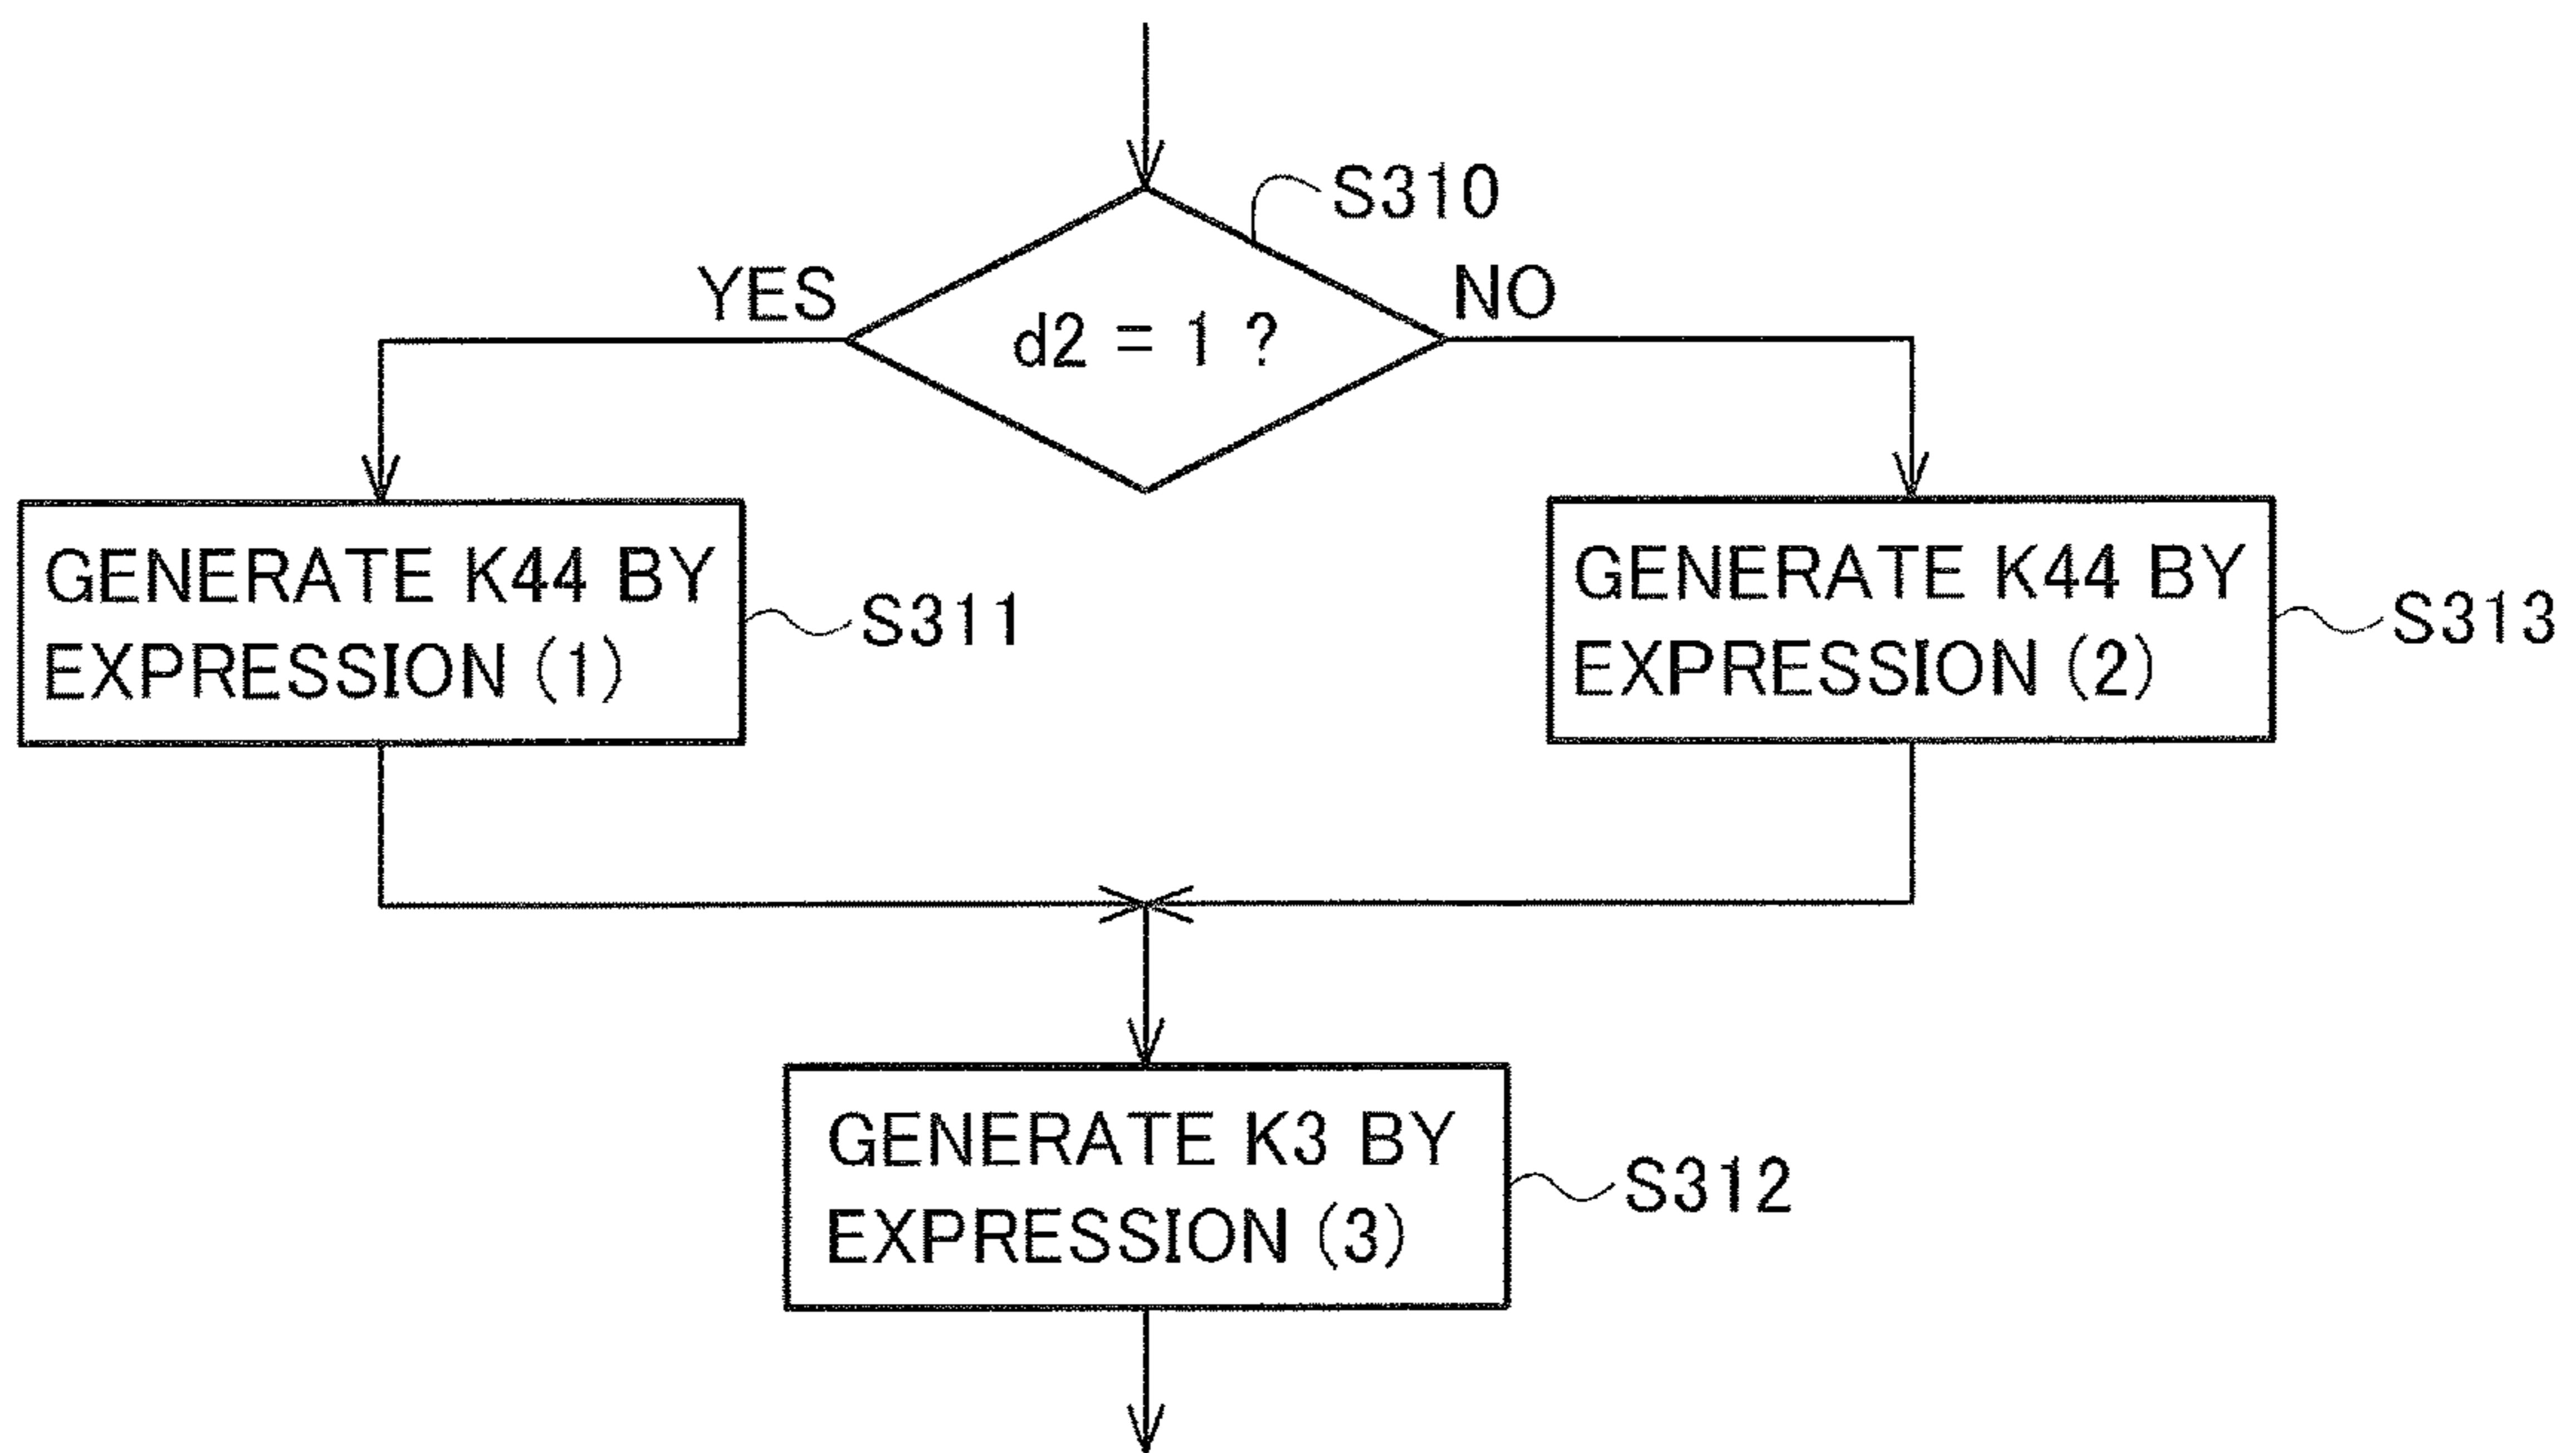 S310
YES
NO
d2 = 1 ?
GENERATE K44 BY
EXPRESSION (1)
S311
GENERATE K44 BY
EXPRESSION (2)
S313
GENERATE K3 BY
EXPRESSION (3)
S312